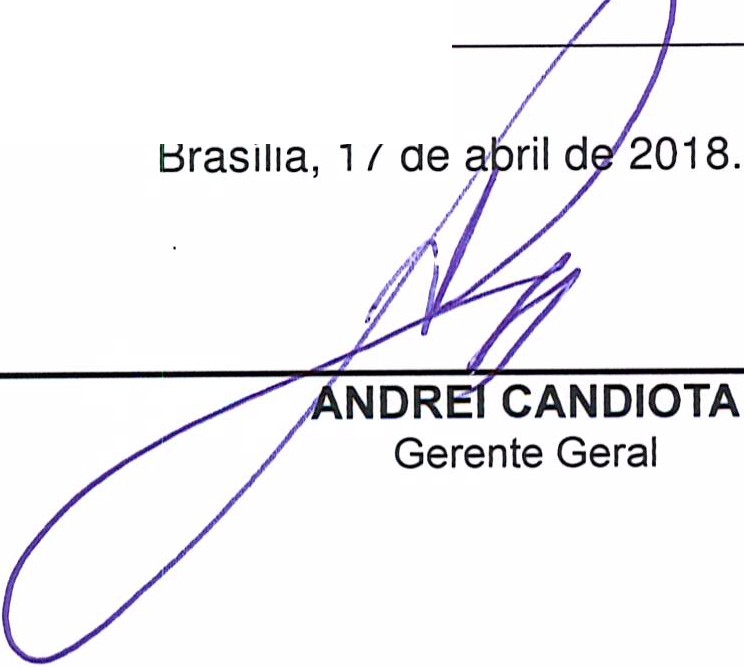 Brasília, 17 de abril de 2018.
ANDREI CANDIOTA
Gerente Geral